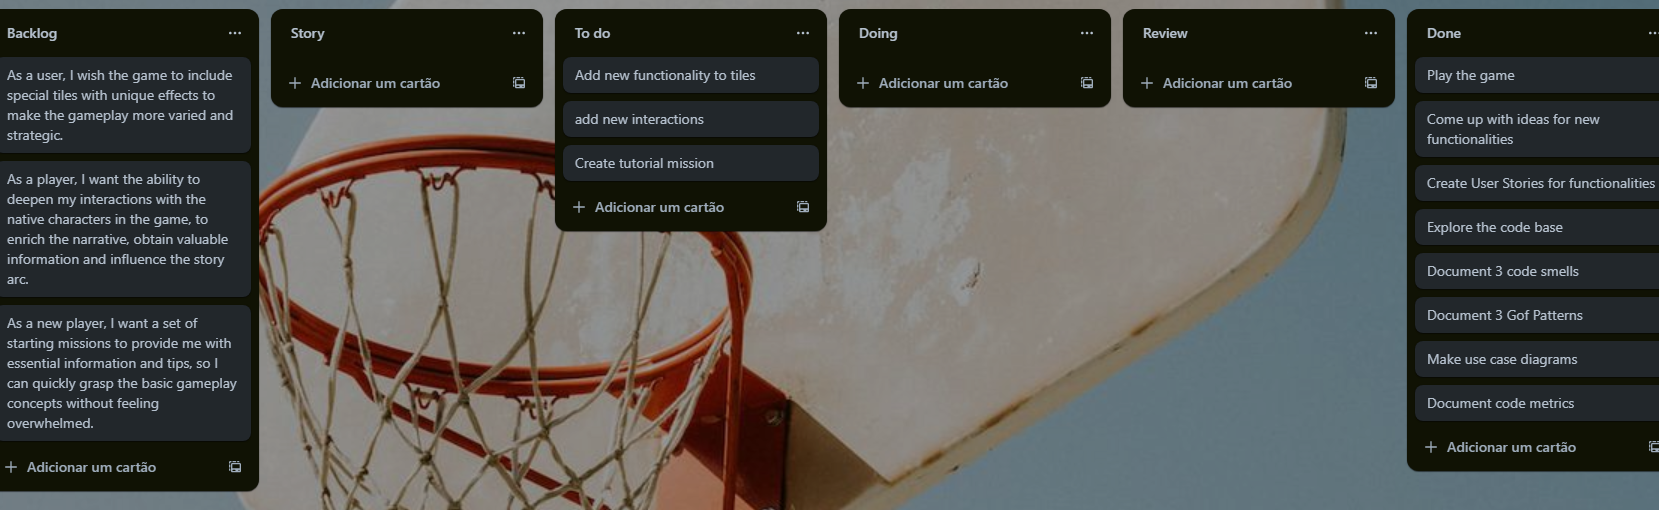 Backlog
As a user, I wish the game to include
special tiles with unique effects to
make the gameplay more varied and
strategic.
As a player, I want the ability to
deepen my interactions with the
native characters in the game, to
enrich the narrative, obtain valuable
information and influence the story
arc.
As a new player, I want a set of
starting missions to provide me with
essential information and tips, so I
can quickly grasp the basic gameplay
concepts without feeling
overwhelmed.
+ Adicionar um cartão
Story
+ Adicionar um cartão
To do
Add new functionality to tiles
add new interactions
Create tutorial mission
+ Adicionar um cartão
Doing
+ Adicionar um cartão
Review
+ Adicionar um cartão
Done
Play the game
Come up with ideas for new
functionalities
Create User Stories for functionalities
Explore the code base
Document 3 code smells
Document 3 Gof Patterns
Make use case diagrams
Document code metrics
+ Adicionar um cartão